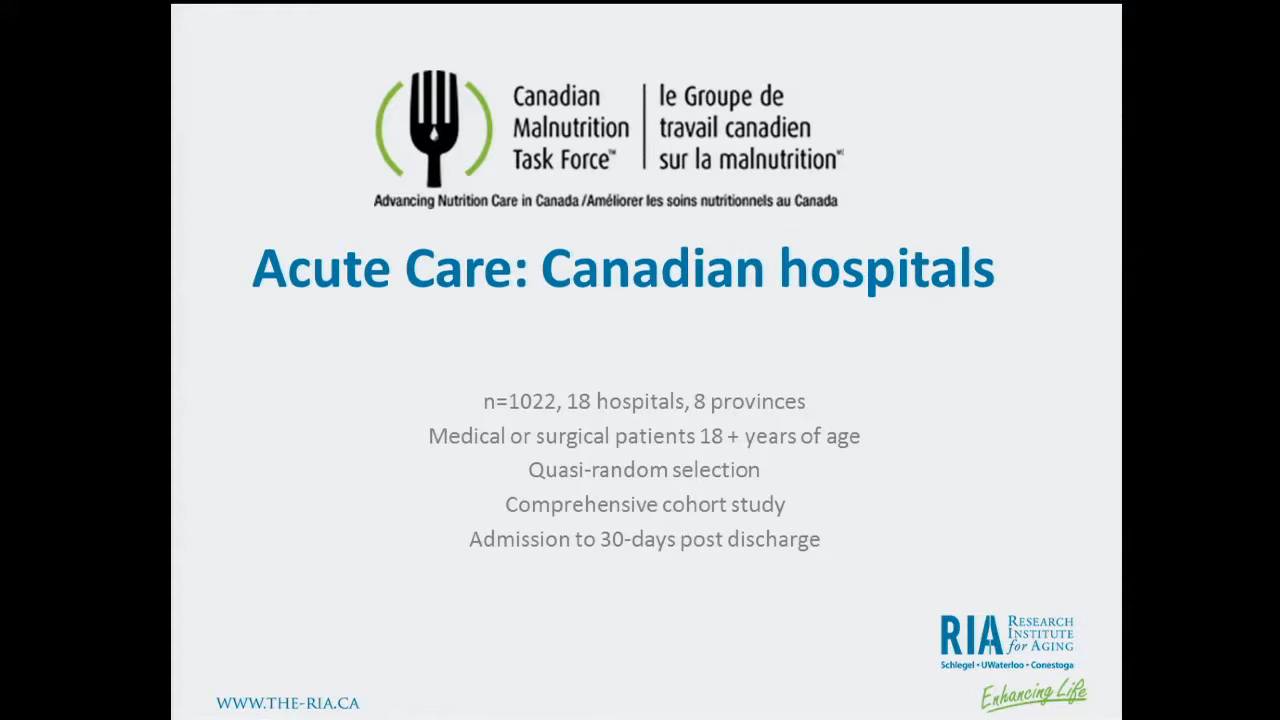 Canadian
Malnutrition
Task Force™
le Groupe de
travail canadien
sur la malnutrition
Advancing Nutrition Care in Canada /Améliorer les soins nutritionnels au Canada
Acute Care: Canadian hospitals
n=1022, 18 hospitals, 8 provinces
Medical or surgical patients 18 + years of age
Quasi-random selection
Comprehensive cohort study
Admission to 30-days post discharge
RIA
RESEARCH
INSTITUTE
for AGING
Schlegel • UWaterloo • Conestoga
Enhancing Life
WWW.THE-RIA.CA